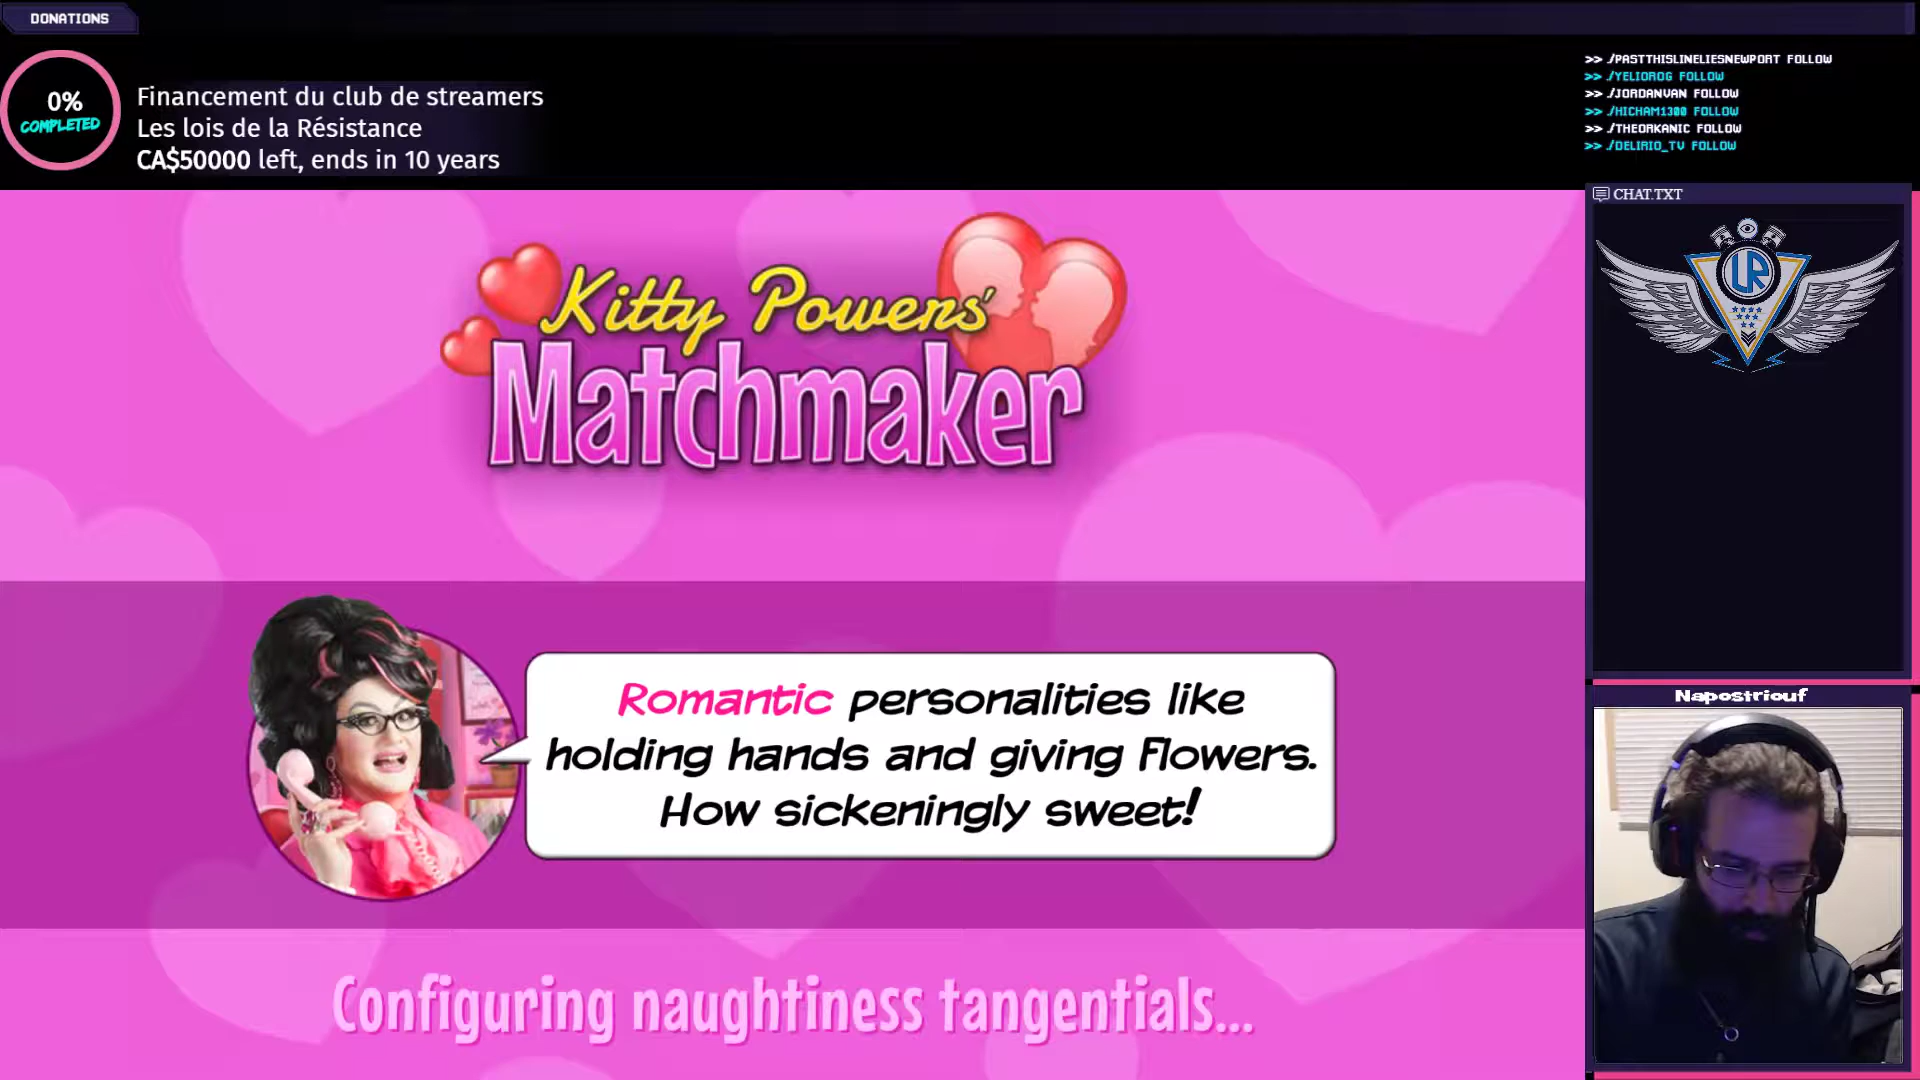 DONATIONS
0%
COMPLETED
Financement du club de streamers
Les lois de la Résistance
CA$50000 left, ends in 10 years
>> ./PASTTHISLINELIESNEWPORT FOLLOW
>> ./YELIOROG FOLLOW
>> ./JORDANVAN FOLLOW
>> ./HICHAM1300 FOLLOW
>> ./THEORKANIC FOLLOW
>> ./DELIRIO_TV FOLLOW
CHAT.TXT
LR
Kitty Powers'
Matchmaker
Romantic personalities like
holding hands and giving flowers.
How sickeningly sweet!
Configuring naughtiness tangentials...
Napostriouf